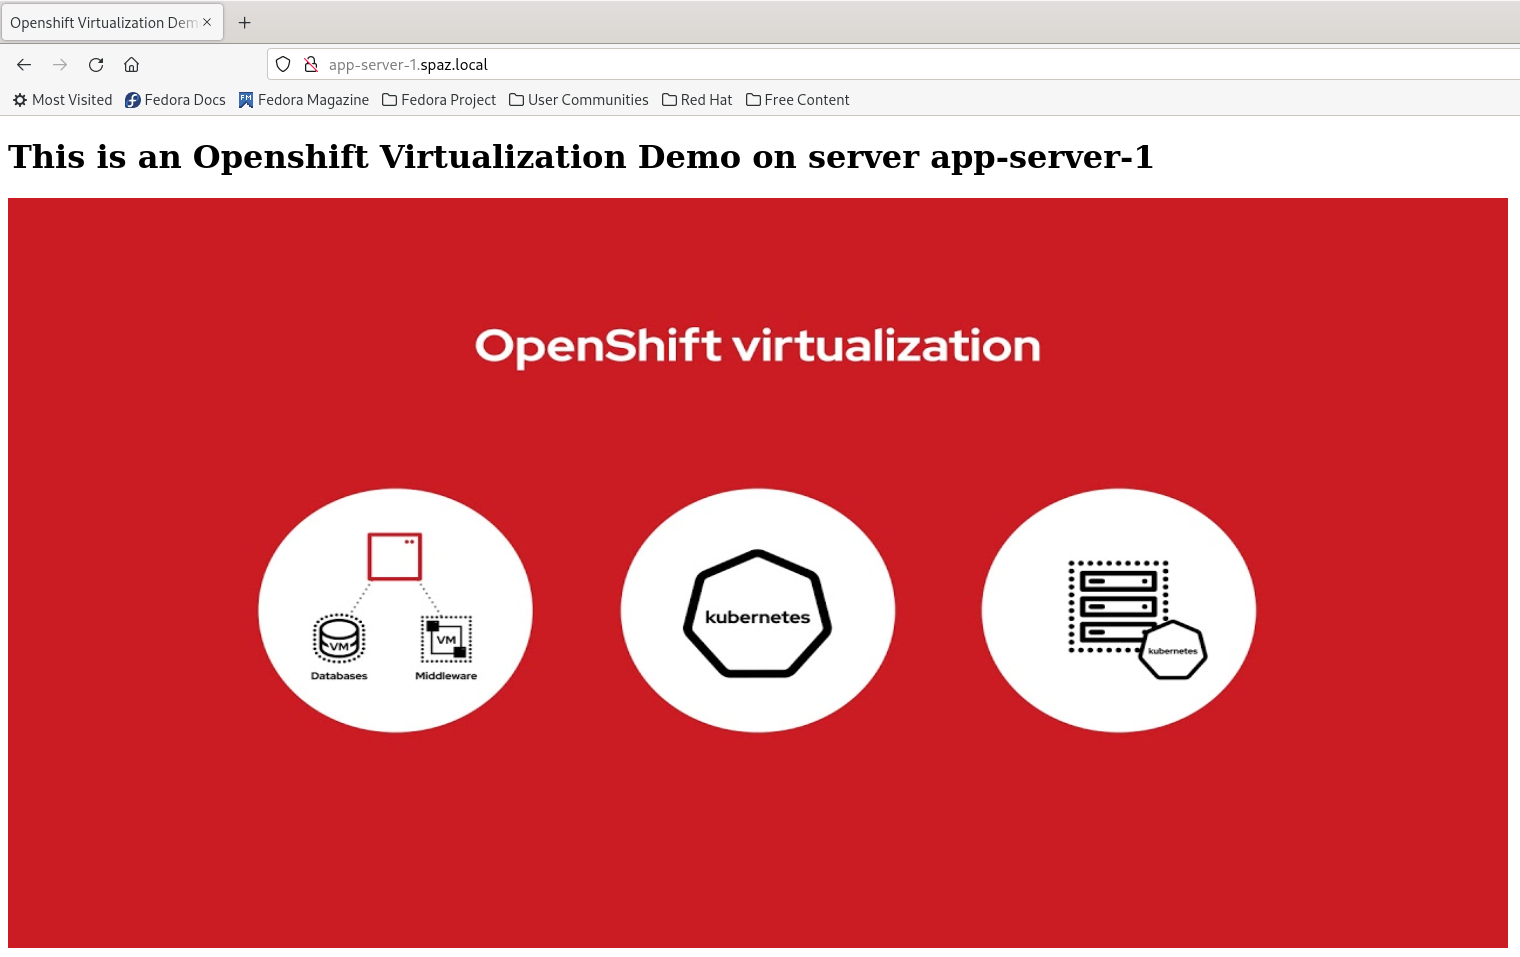 Openshift Virtualization Dem
app-server-1.spaz.local
Most Visited Fedora Docs Fedora Magazine Fedora Project User Communities Red Hat Free Content
This is an Openshift Virtualization Demo on server app-server-1
OpenShift virtualization
VM VM
Databases Middleware
kubernetes
kubernetes